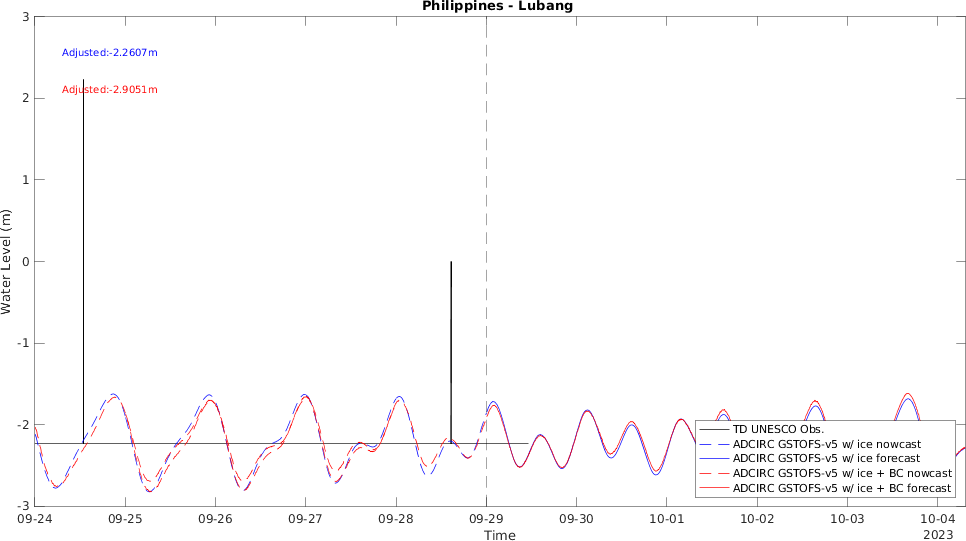 Philippines - Lubang
3
Adjusted:-2.2607m
Adjusted:-2.9051m
2
1
0
-1
-2
-3
Water Level (m)
TD UNESCO Obs.
ADCIRC GSTOFS-v5 w/ ice nowcast
ADCIRC GSTOFS-v5 w/ ice forecast
ADCIRC GSTOFS-v5 w/ ice + BC nowcast
ADCIRC GSTOFS-v5 w/ ice + BC forecast
09-24 09-25 09-26 09-27 09-28 09-29 09-30 10-01 10-02 10-03 10-04
Time
2023